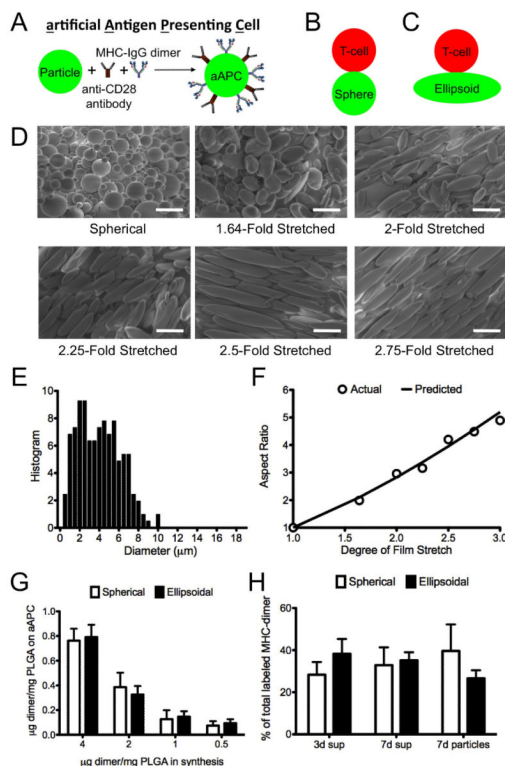 A artificial Antigen Presenting Cell
Particle + + MHC-IgG dimer aAPC
anti-CD28
antibody
B
T-cell
Sphere
C
T-cell
Ellipsoid
D
Spherical 1.64-Fold Stretched 2-Fold Stretched
2.25-Fold Stretched 2.5-Fold Stretched 2.75-Fold Stretched
E
Histogram
10
8
6
4
2
0
0 2 4 6 8 10 12 14 16 18
Diameter (μm)
F
Actual Predicted
Aspect Ratio
6
5
4
3
2
1
1.0 1.5 2.0 2.5 3.0
Degree of Film Stretch
G
Spherical Ellipsoidal
μg dimer/mg PLGA on aAPC
1.0
0.8
0.6
0.4
0.2
0.0
4 2 1 0.5
μg dimer/mg PLGA in synthesis
H
Spherical Ellipsoidal
% of total labeled MHC-dimer
60
40
20
0
3d sup 7d sup 7d particles